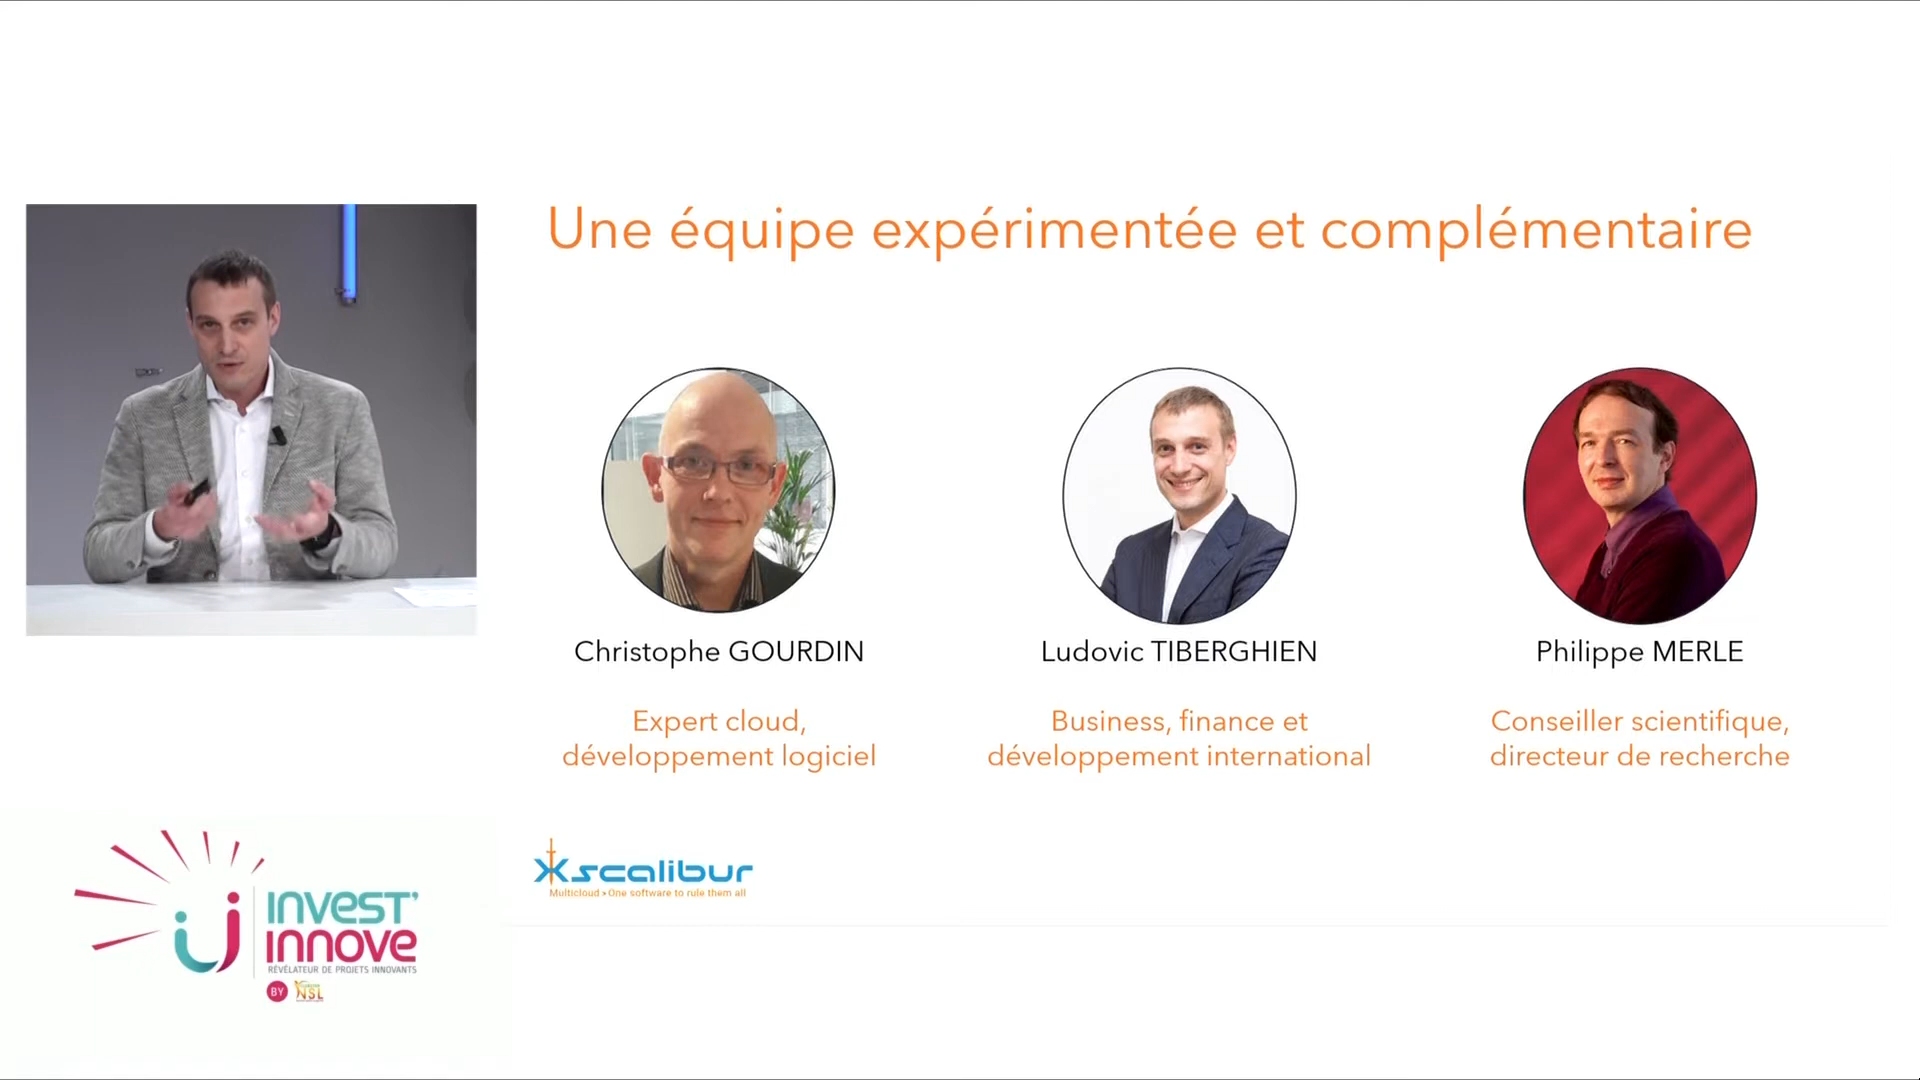 Une équipe expérimentée et complémentaire
Christophe GOURDIN
Expert cloud,
développement logiciel
Ludovic TIBERGHIEN
Business, finance et
développement international
Philippe MERLE
Conseiller scientifique,
directeur de recherche
Xscalibur
Multicloud > One software to rule them all
INVEST'
INNOVE
RÉVÉLATEUR DE PROJETS INNOVANTS
BY NSL